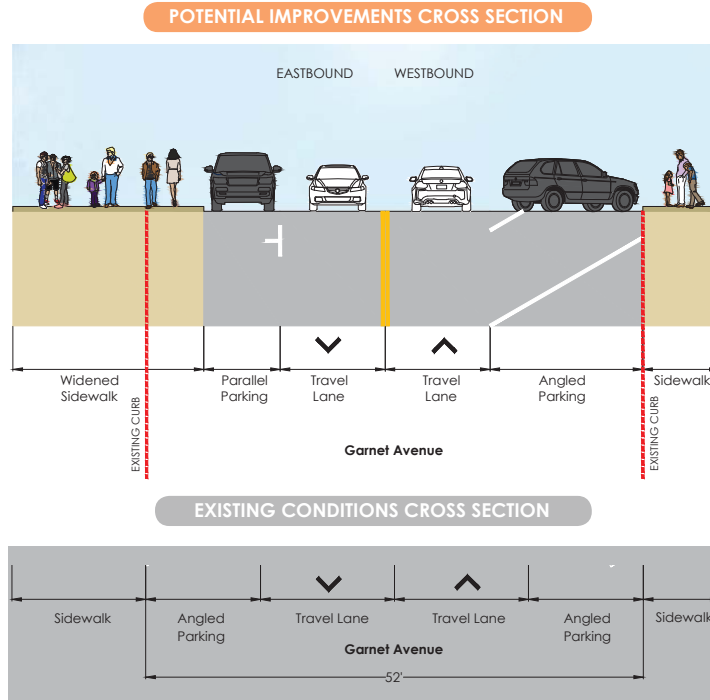 POTENTIAL IMPROVEMENTS CROSS SECTION
EASTBOUND WESTBOUND
Widened Sidewalk
Parallel Parking
Travel Lane
Travel Lane
Angled Parking
Sidewalk
EXISTING CURB
EXISTING CURB
Garnet Avenue
EXISTING CONDITIONS CROSS SECTION
Sidewalk
Angled Parking
Travel Lane
Travel Lane
Angled Parking
Sidewalk
Garnet Avenue
52'